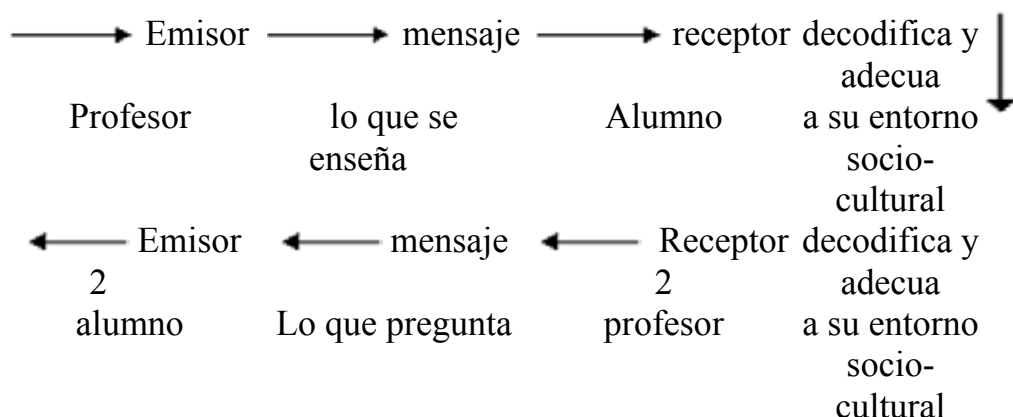 Emisor mensaje receptor decodifica y
adecua
Profesor lo que se Alumno a su entorno
enseña socio-
cultural
Emisor mensaje Receptor decodifica y
2 2 adecua
alumno Lo que pregunta profesor a su entorno
socio-
cultural